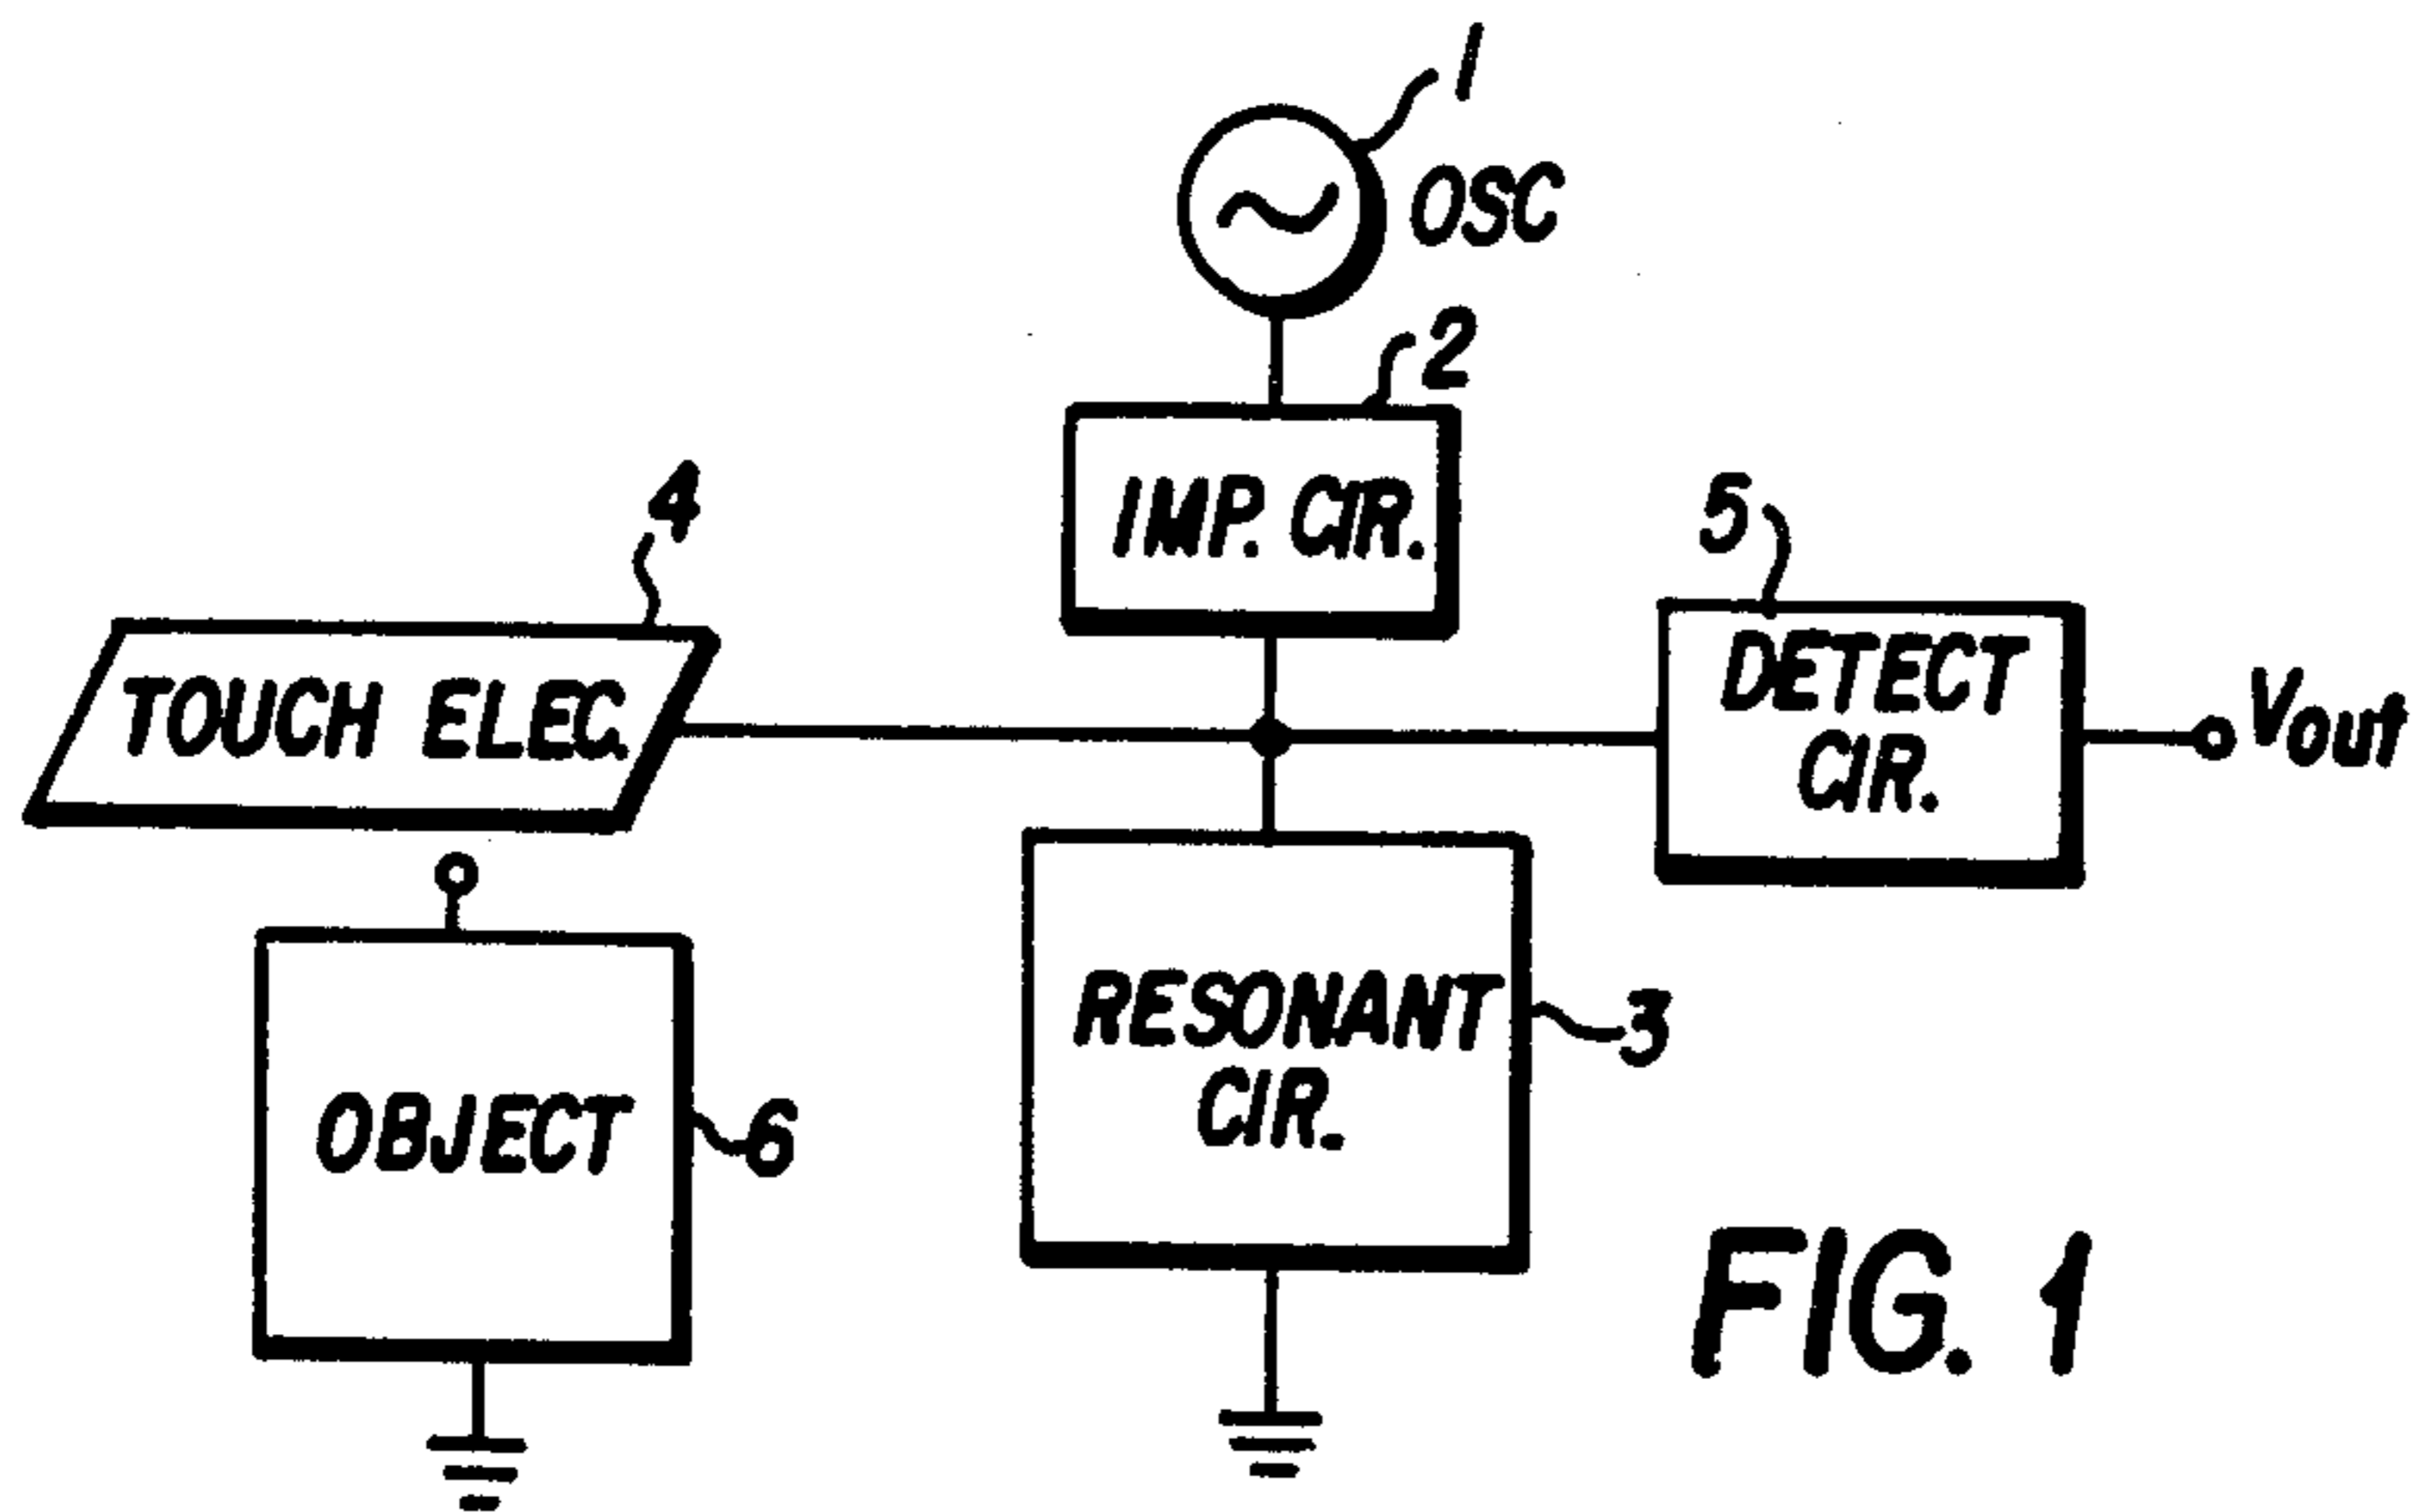 1
OSC
2
IMP. CIR.
4
5
TOUCH ELEC.
DETECT
CIR.
Vout
RESONANT
CIR.
3
OBJECT
6
FIG. 1